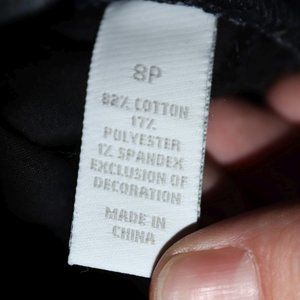 8P
82% COTTON
17%
POLYESTER
1% SPANDEX
EXCLUSION OF
DECORATION
MADE IN
CHINA